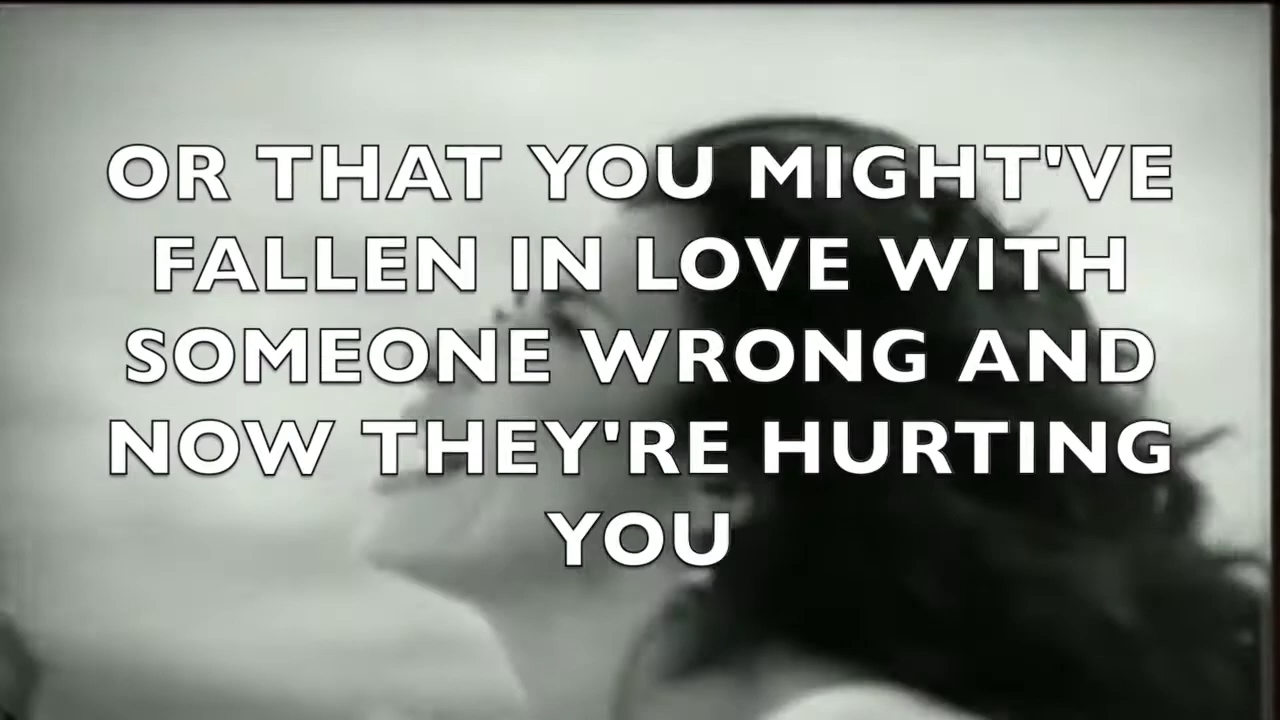 OR THAT YOU MIGHT'VE
FALLEN IN LOVE WITH
SOMEONE WRONG AND
NOW THEY'RE HURTING
YOU